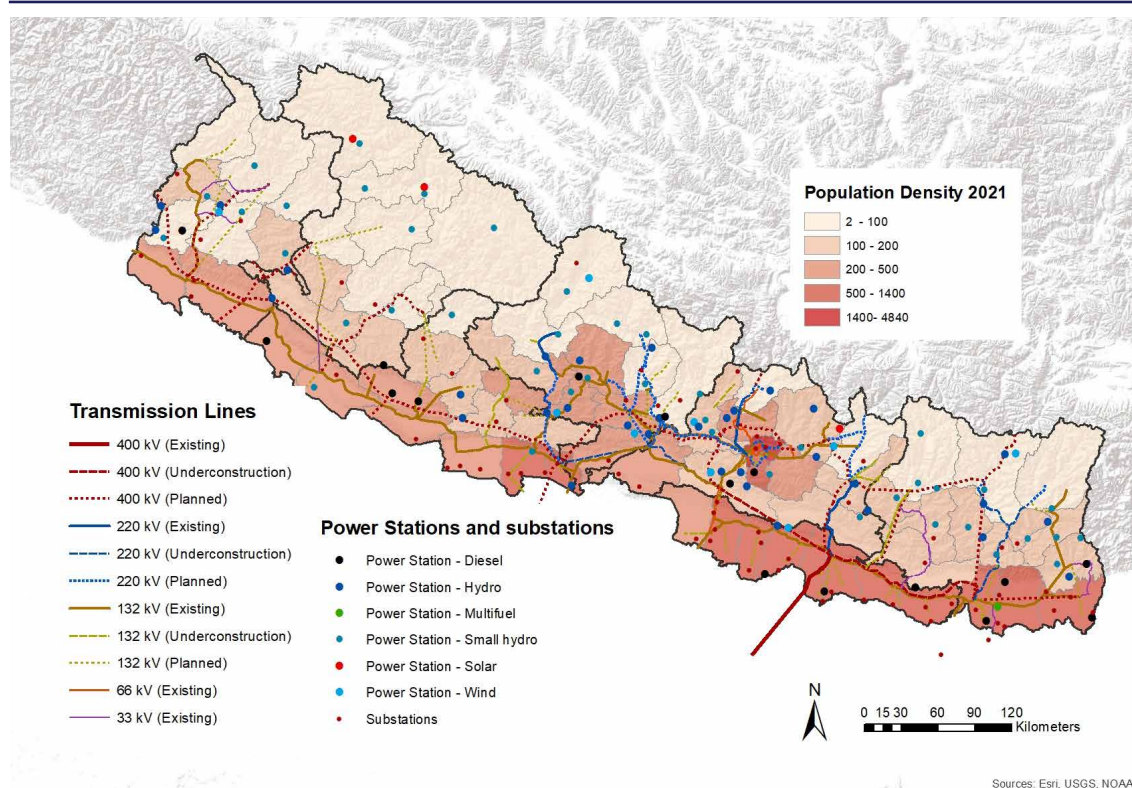 Population Density 2021
2 - 100
100 - 200
200 - 500
500 - 1400
1400- 4840
Transmission Lines
400 kV (Existing)
400 kV (Underconstruction)
400 kV (Planned)
220 kV (Existing)
220 kV (Underconstruction)
220 kV (Planned)
132 kV (Existing)
132 kV (Underconstruction)
132 kV (Planned)
66 kV (Existing)
33 kV (Existing)
Power Stations and substations
Power Station - Diesel
Power Station - Hydro
Power Station - Multifuel
Power Station - Small hydro
Power Station - Solar
Power Station - Wind
Substations
N
0 15 30 60 90 120
Kilometers
Sources: Esri, USGS, NOAA